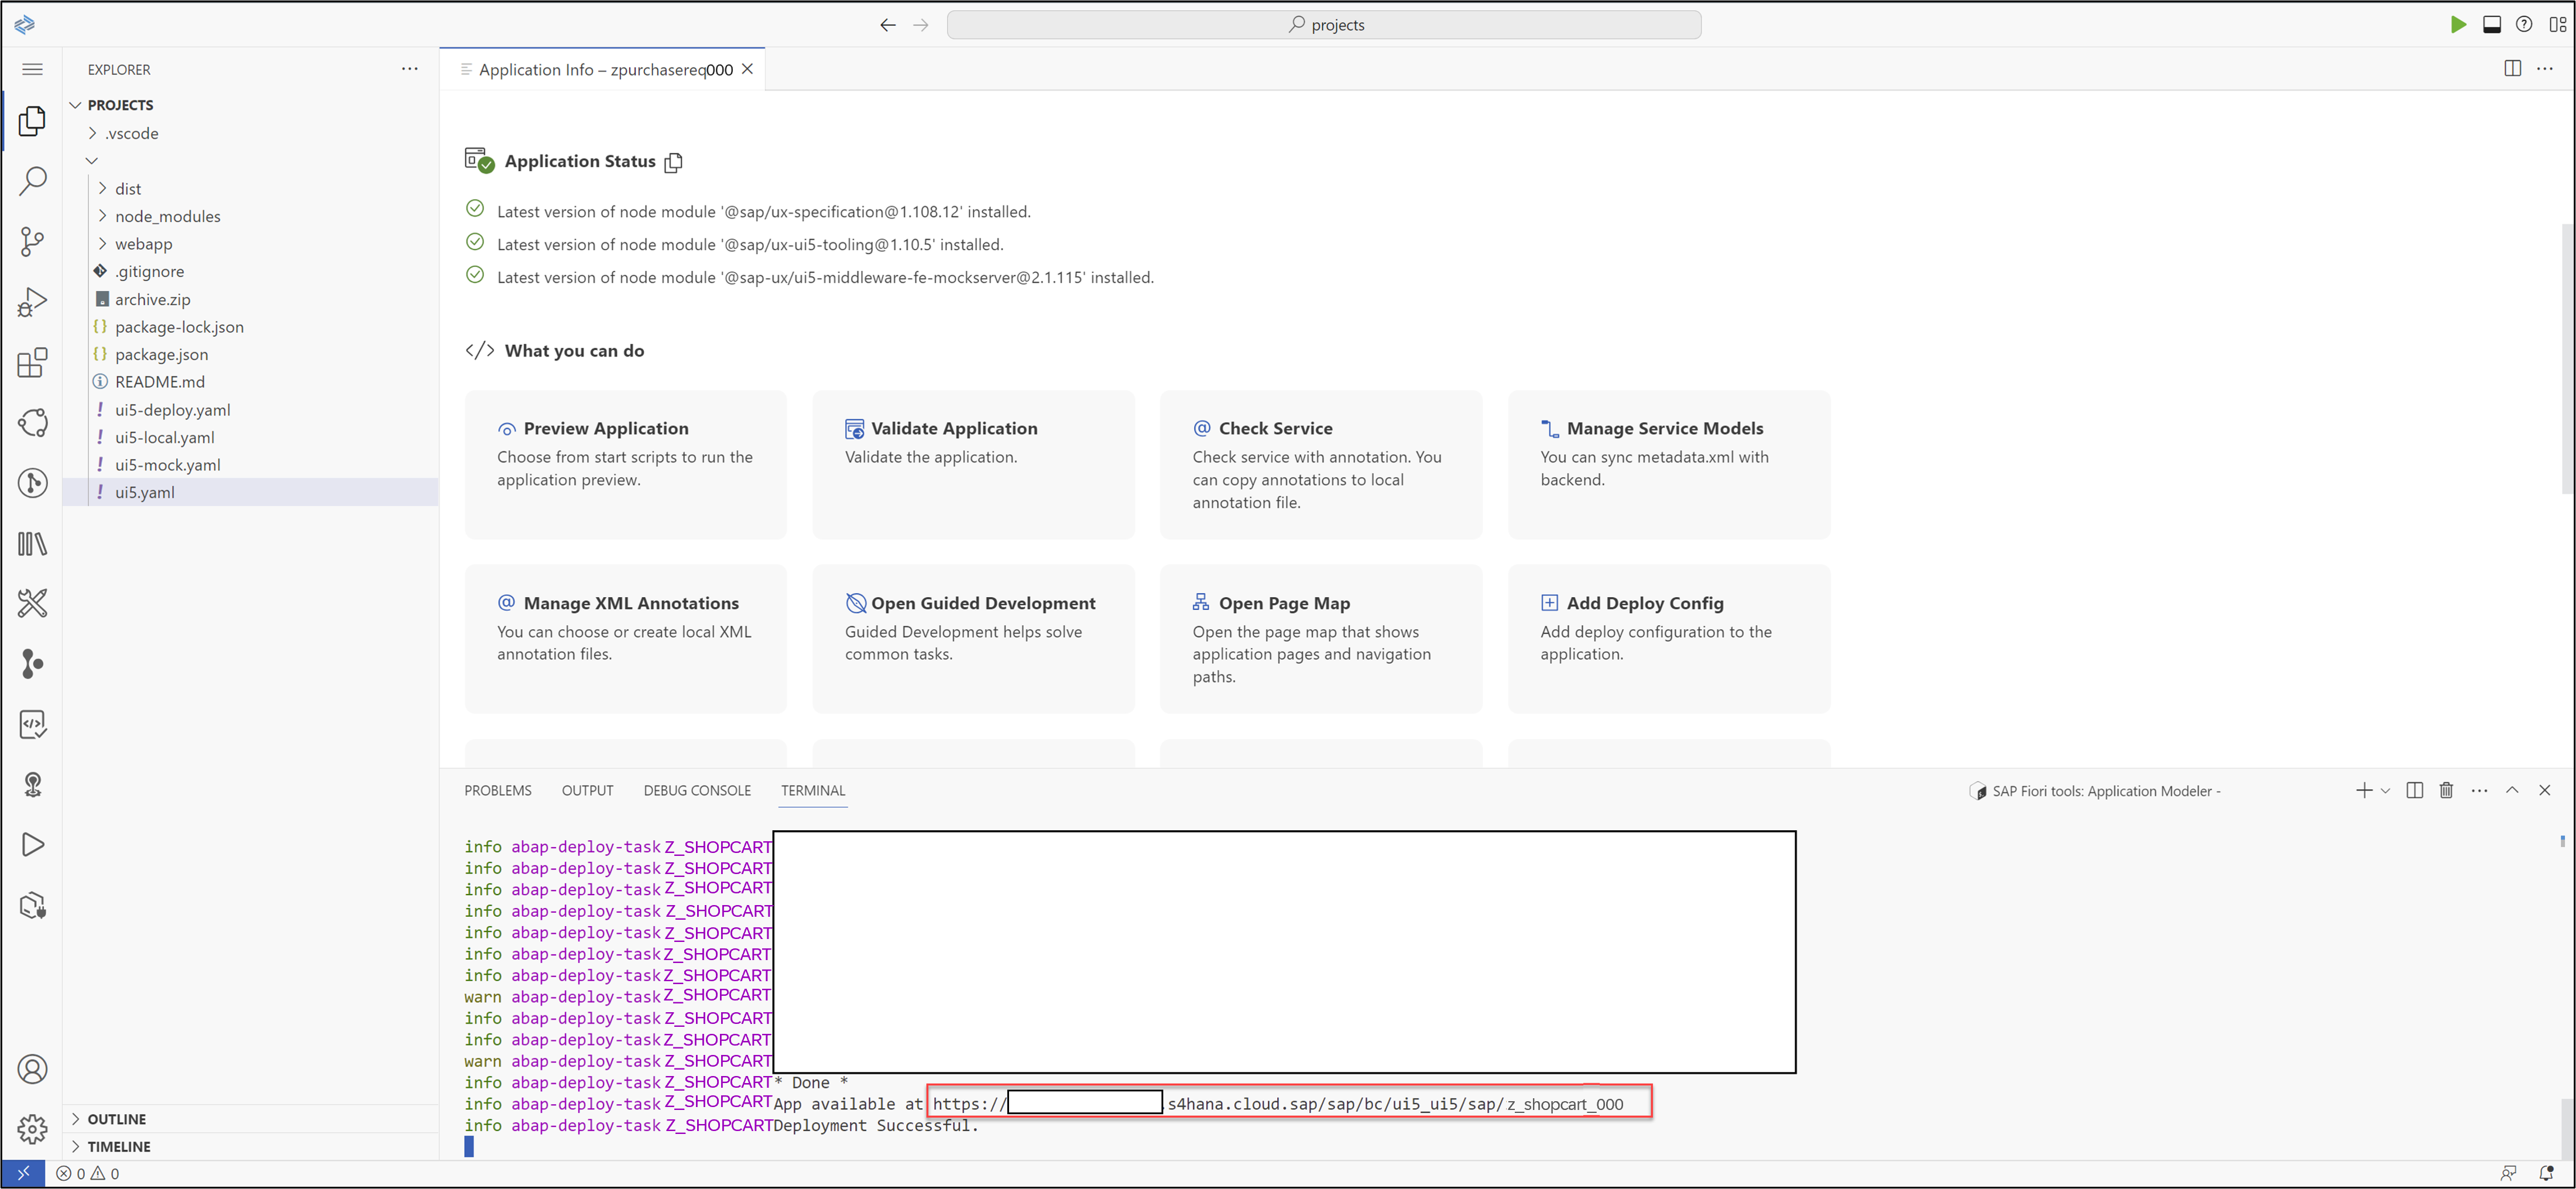 projects
EXPLORER
PROJECTS
.vscode
dist
node_modules
webapp
.gitignore
archive.zip
package-lock.json
package.json
README.md
ui5-deploy.yaml
ui5-local.yaml
ui5-mock.yaml
ui5.yaml
OUTLINE
TIMELINE
Application Info – zpurchasereq000
Application Status
Latest version of node module '@sap/ux-specification@1.108.12' installed.
Latest version of node module '@sap/ux-ui5-tooling@1.10.5' installed.
Latest version of node module '@sap-ux/ui5-middleware-fe-mockserver@2.1.115' installed.
</> What you can do
Preview Application
Choose from start scripts to run the
application preview.
Validate Application
Validate the application.
@ Check Service
Check service with annotation. You
can copy annotations to local
annotation file.
Manage Service Models
You can sync metadata.xml with
backend.
@ Manage XML Annotations
You can choose or create local XML
annotation files.
Open Guided Development
Guided Development helps solve
common tasks.
Open Page Map
Open the page map that shows
application pages and navigation
paths.
Add Deploy Config
Add deploy configuration to the
application.
PROBLEMS OUTPUT DEBUG CONSOLE TERMINAL
SAP Fiori tools: Application Modeler -
info abap-deploy-task Z_SHOPCART
info abap-deploy-task Z_SHOPCART
info abap-deploy-task Z_SHOPCART
info abap-deploy-task Z_SHOPCART
info abap-deploy-task Z_SHOPCART
info abap-deploy-task Z_SHOPCART
info abap-deploy-task Z_SHOPCART
warn abap-deploy-task Z_SHOPCART
info abap-deploy-task Z_SHOPCART
info abap-deploy-task Z_SHOPCART
warn abap-deploy-task Z_SHOPCART
info abap-deploy-task Z_SHOPCART * Done *
info abap-deploy-task Z_SHOPCART App available at https:// .s4hana.cloud.sap/sap/bc/ui5_ui5/sap/z_shopcart_000
info abap-deploy-task Z_SHOPCART Deployment Successful.
0 0